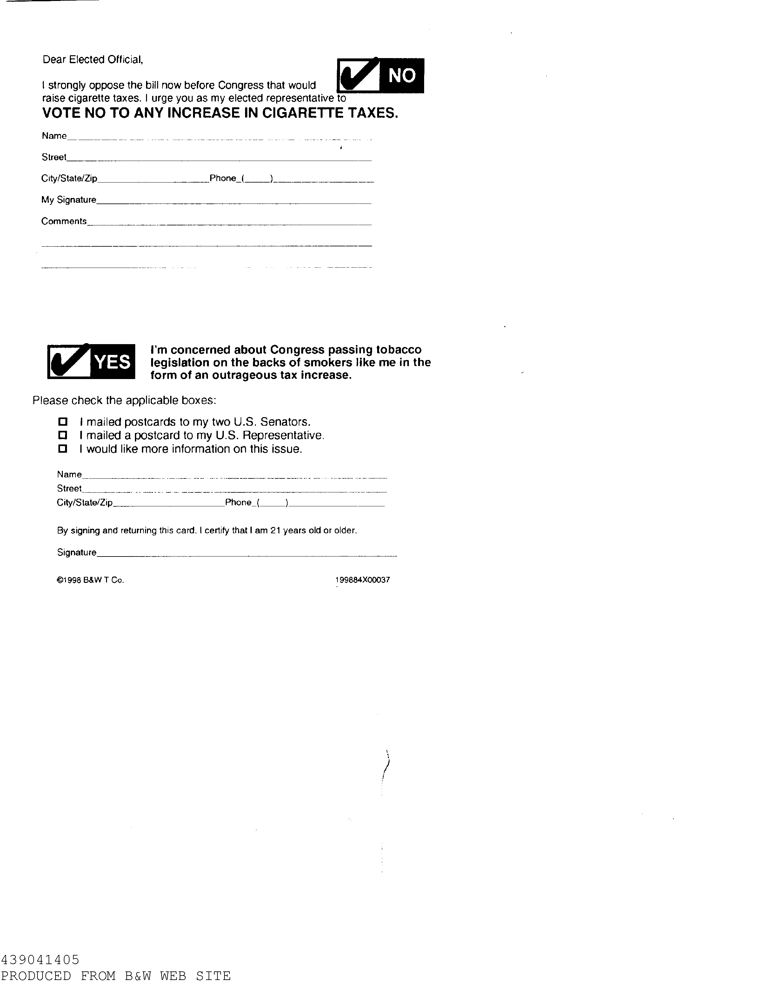 Dear Elected Official,
NO
I strongly oppose the bill now before Congress that would
raise cigarette taxes. I urge you as my elected representative to
VOTE NO TO ANY INCREASE IN CIGARETTE TAXES.
Name
Street
City/State/Zip Phone ( )
My Signature
Comments
YES
I'm concerned about Congress passing tobacco
legislation on the backs of smokers like me in the
form of an outrageous tax increase.
Please check the applicable boxes:
I mailed postcards to my two U.S. Senators.
I mailed a postcard to my U.S. Representative.
I would like more information on this issue.
Name
Street
City/State/Zip Phone ( )
By signing and returning this card, I certify that I am 21 years old or older.
Signature
©1998 B&W T Co. 199884X00037
439041405
PRODUCED FROM B&W WEB SITE